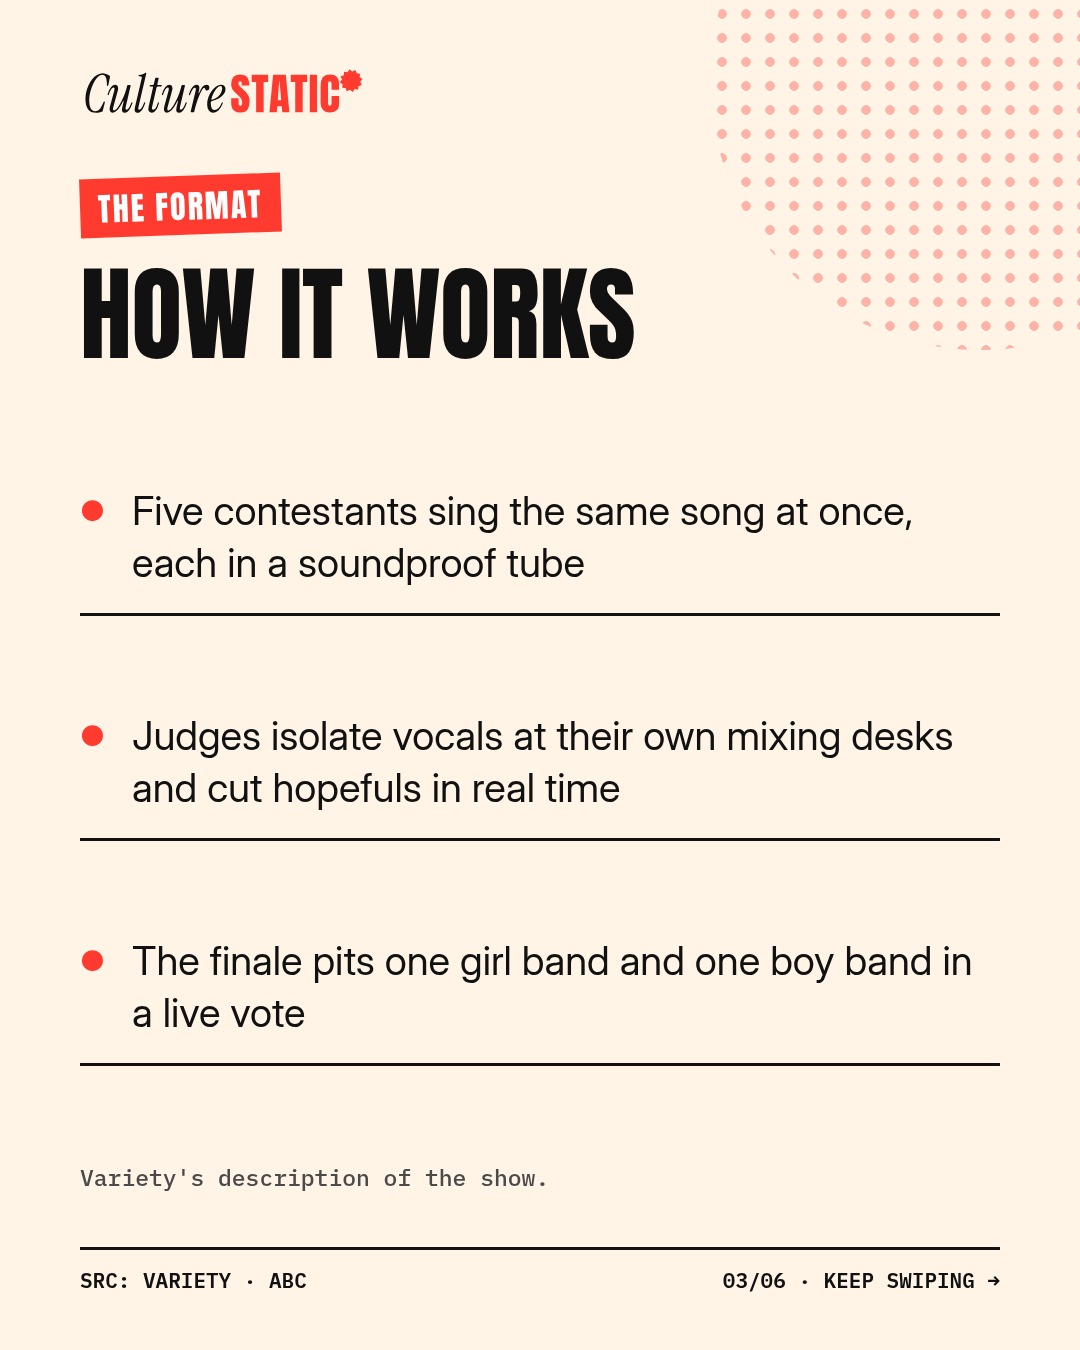 Culture STATIC
THE FORMAT
HOW IT WORKS
Five contestants sing the same song at once,
each in a soundproof tube
Judges isolate vocals at their own mixing desks
and cut hopefuls in real time
The finale pits one girl band and one boy band in
a live vote
Variety's description of the show.
SRC: VARIETY · ABC
03/06 · KEEP SWIPING →